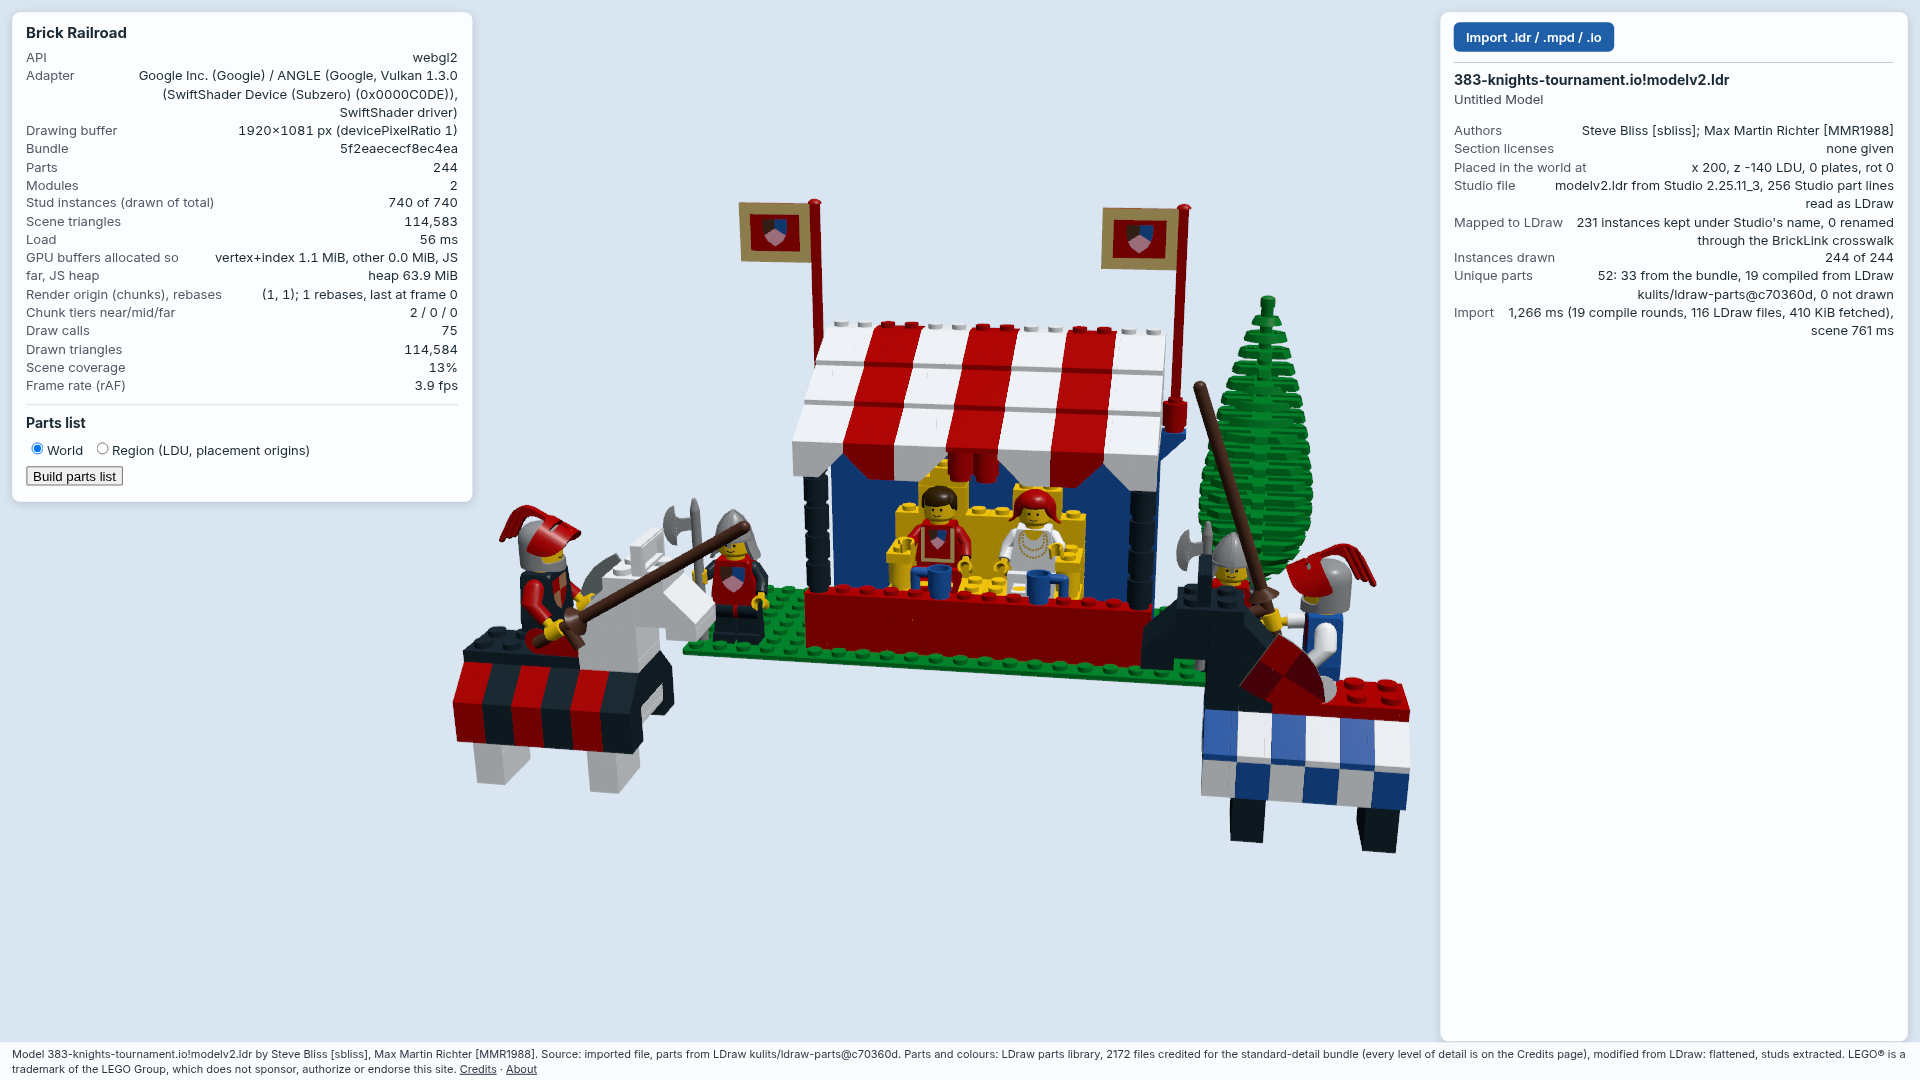 Brick Railroad
API webgl2
Adapter Google Inc. (Google) / ANGLE (Google, Vulkan 1.3.0
(SwiftShader Device (Subzero) (0x0000C0DE)),
SwiftShader driver)
Drawing buffer 1920×1081 px (devicePixelRatio 1)
Bundle 5f2eaececf8ec4ea
Parts 244
Modules 2
Stud instances (drawn of total) 740 of 740
Scene triangles 114,583
Load 56 ms
GPU buffers allocated so vertex+index 1.1 MiB, other 0.0 MiB, JS
far, JS heap heap 63.9 MiB
Render origin (chunks), rebases (1, 1); 1 rebases, last at frame 0
Chunk tiers near/mid/far 2 / 0 / 0
Draw calls 75
Drawn triangles 114,584
Scene coverage 13%
Frame rate (rAF) 3.9 fps
Parts list
World Region (LDU, placement origins)
Build parts list
Import .ldr / .mpd / .io
383-knights-tournament.io!modelv2.ldr
Untitled Model
Authors Steve Bliss [sbliss]; Max Martin Richter [MMR1988]
Section licenses none given
Placed in the world at x 200, z -140 LDU, 0 plates, rot 0
Studio file modelv2.ldr from Studio 2.25.11_3, 256 Studio part lines
read as LDraw
Mapped to LDraw 231 instances kept under Studio's name, 0 renamed
through the BrickLink crosswalk
Instances drawn 244 of 244
Unique parts 52: 33 from the bundle, 19 compiled from LDraw
kulits/ldraw-parts@c70360d, 0 not drawn
Import 1,266 ms (19 compile rounds, 116 LDraw files, 410 KiB fetched),
scene 761 ms
Model 383-knights-tournament.io!modelv2.ldr by Steve Bliss [sbliss], Max Martin Richter [MMR1988]. Source: imported file, parts from LDraw kulits/ldraw-parts@c70360d. Parts and colours: LDraw parts library, 2172 files credited for the standard-detail bundle (every level of detail is on the Credits page), modified from LDraw: flattened, studs extracted. LEGO® is a
trademark of the LEGO Group, which does not sponsor, authorize or endorse this site. Credits · About